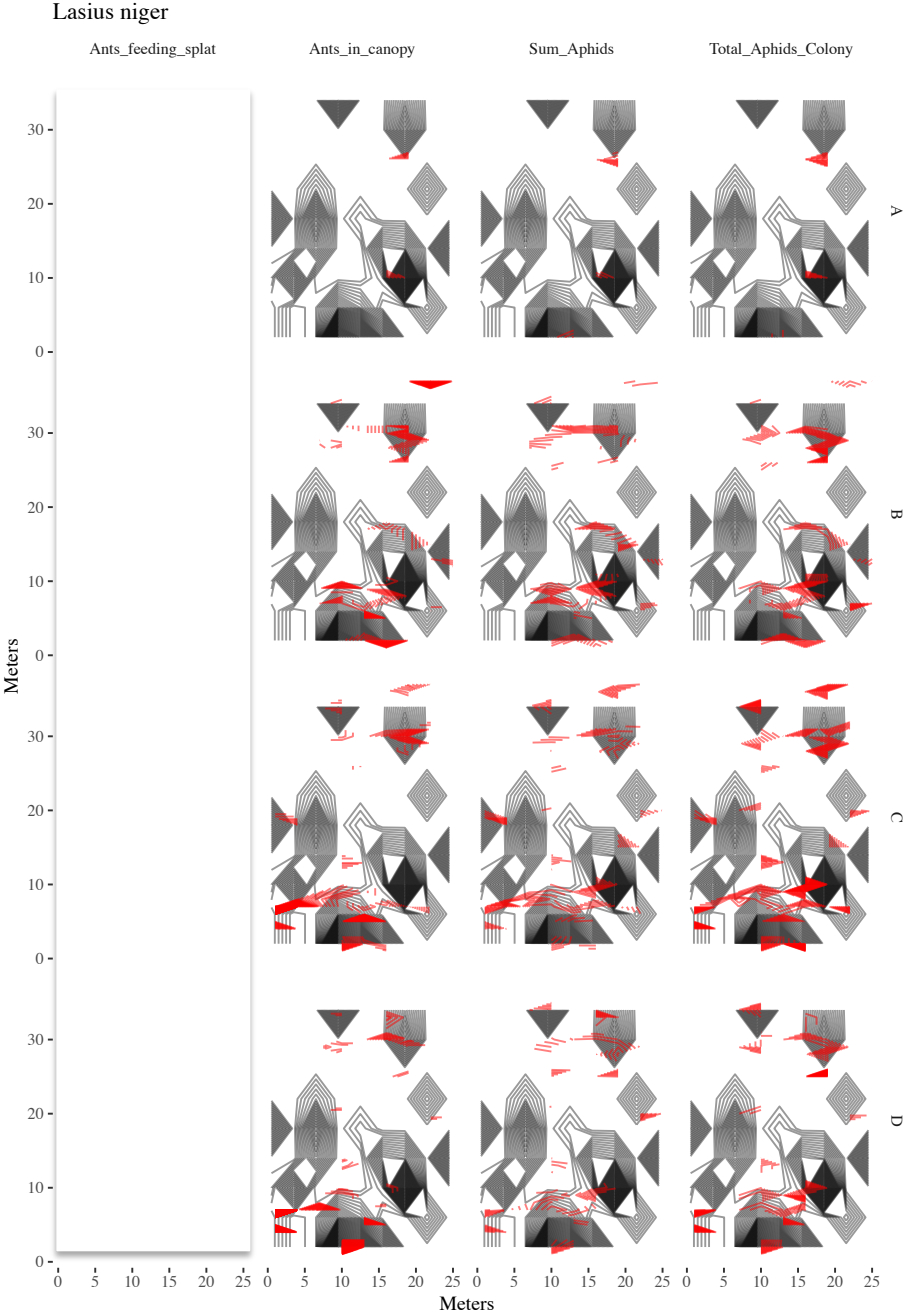 Lasius niger
Ants_feeding_splat Ants_in_canopy Sum_Aphids Total_Aphids_Colony
30
20
10
0
A
30
20
10
0
B
30
20
10
0
C
30
20
10
0
D
Meters
0 5 10 15 20 25 0 5 10 15 20 25 0 5 10 15 20 25 0 5 10 15 20 25
Meters